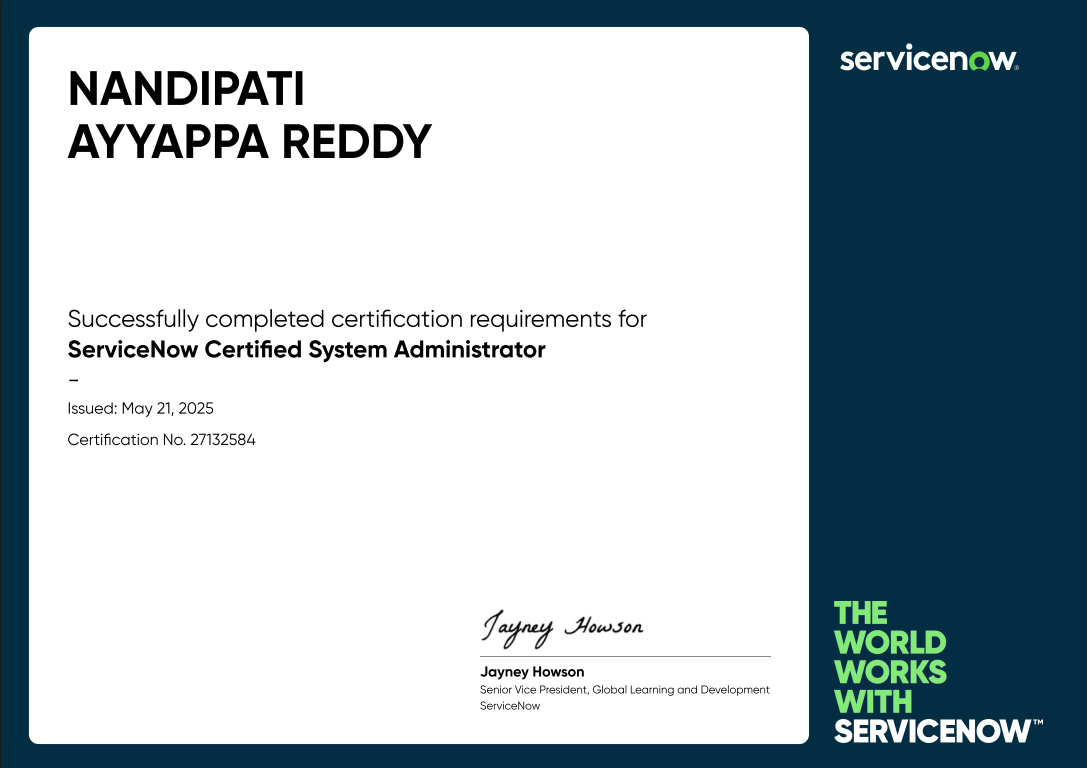 NANDIPATI
AYYAPPA REDDY
Successfully completed certification requirements for
ServiceNow Certified System Administrator
–
Issued: May 21, 2025
Certification No. 27132584
Jayney Howson
Jayney Howson
Senior Vice President, Global Learning and Development
ServiceNow
servicenow®
THE
WORLD
WORKS
WITH
SERVICENOW™